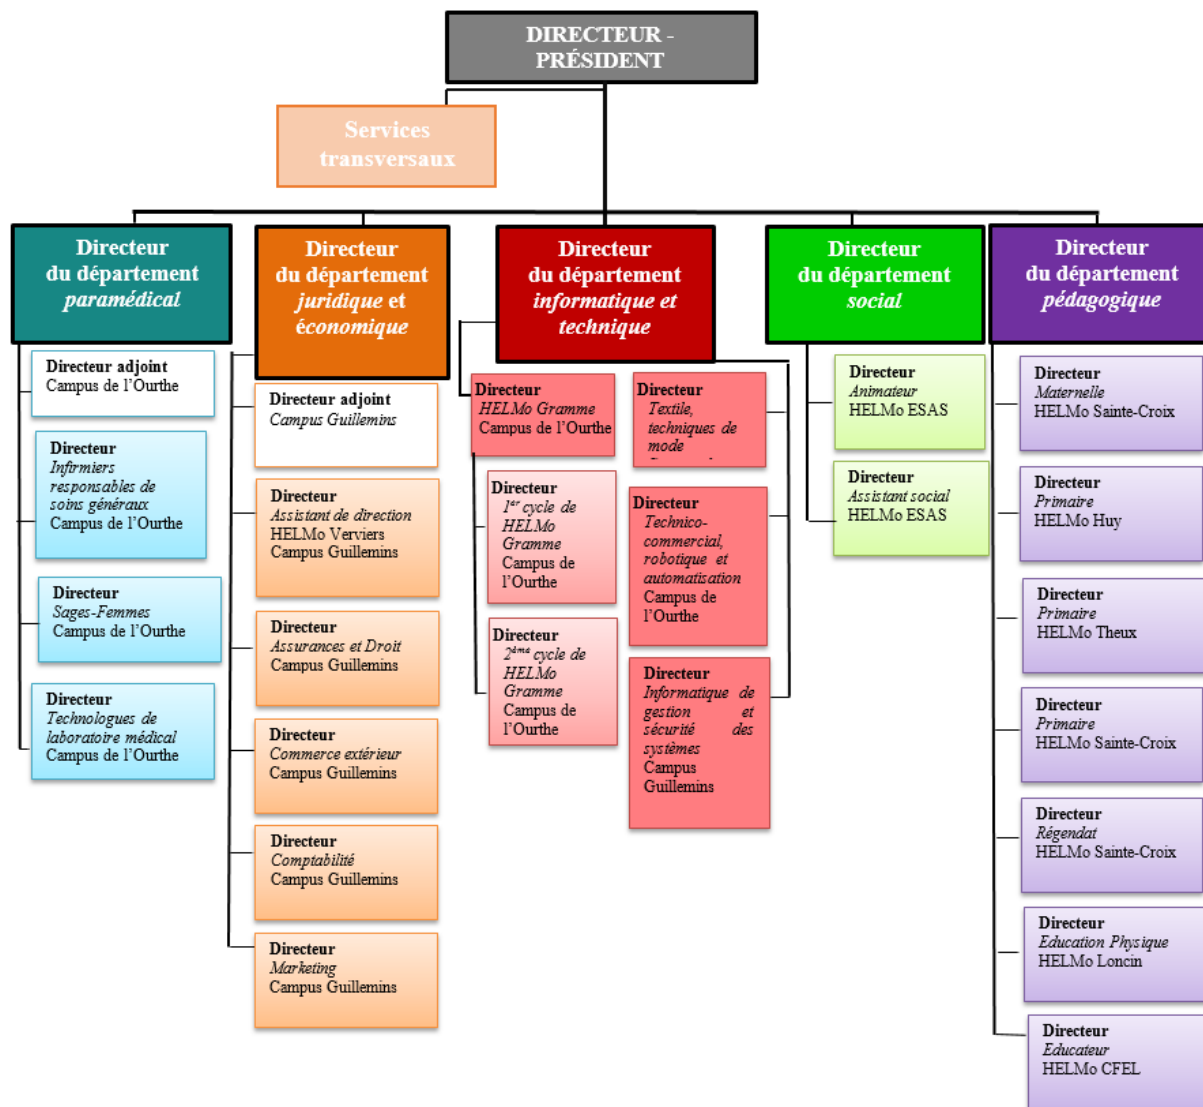 DIRECTEUR -
PRÉSIDENT
Services
transversaux
Directeur
du département
paramédical
Directeur adjoint
Campus de l’Ourthe
Directeur
Infirmiers
responsables de
soins généraux
Campus de l’Ourthe
Directeur
Sages-Femmes
Campus de l’Ourthe
Directeur
Technologues de
laboratoire médical
Campus de l’Ourthe
Directeur
du département
juridique et
économique
Directeur adjoint
Campus Guillemins
Directeur
Assistant de direction
HELMo Verviers
Campus Guillemins
Directeur
Assurances et Droit
Campus Guillemins
Directeur
Commerce extérieur
Campus Guillemins
Directeur
Comptabilité
Campus Guillemins
Directeur
Marketing
Campus Guillemins
Directeur
du département
informatique et
technique
Directeur
HELMo Gramme
Campus de l’Ourthe
Directeur
1er cycle de
HELMo
Gramme
Campus de
l’Ourthe
Directeur
2ème cycle de
HELMo
Gramme
Campus de
l’Ourthe
Directeur
Textile,
techniques de
mode
Directeur
Technico-
commercial,
robotique et
automatisation
Campus de
l’Ourthe
Directeur
Informatique de
gestion et
sécurité des
systèmes
Campus
Guillemins
Directeur
du département
social
Directeur
Animateur
HELMo ESAS
Directeur
Assistant social
HELMo ESAS
Directeur
du département
pédagogique
Directeur
Maternelle
HELMo Sainte-Croix
Directeur
Primaire
HELMo Huy
Directeur
Primaire
HELMo Theux
Directeur
Primaire
HELMo Sainte-Croix
Directeur
Régendat
HELMo Sainte-Croix
Directeur
Education Physique
HELMo Loncin
Directeur
Educateur
HELMo CFEL